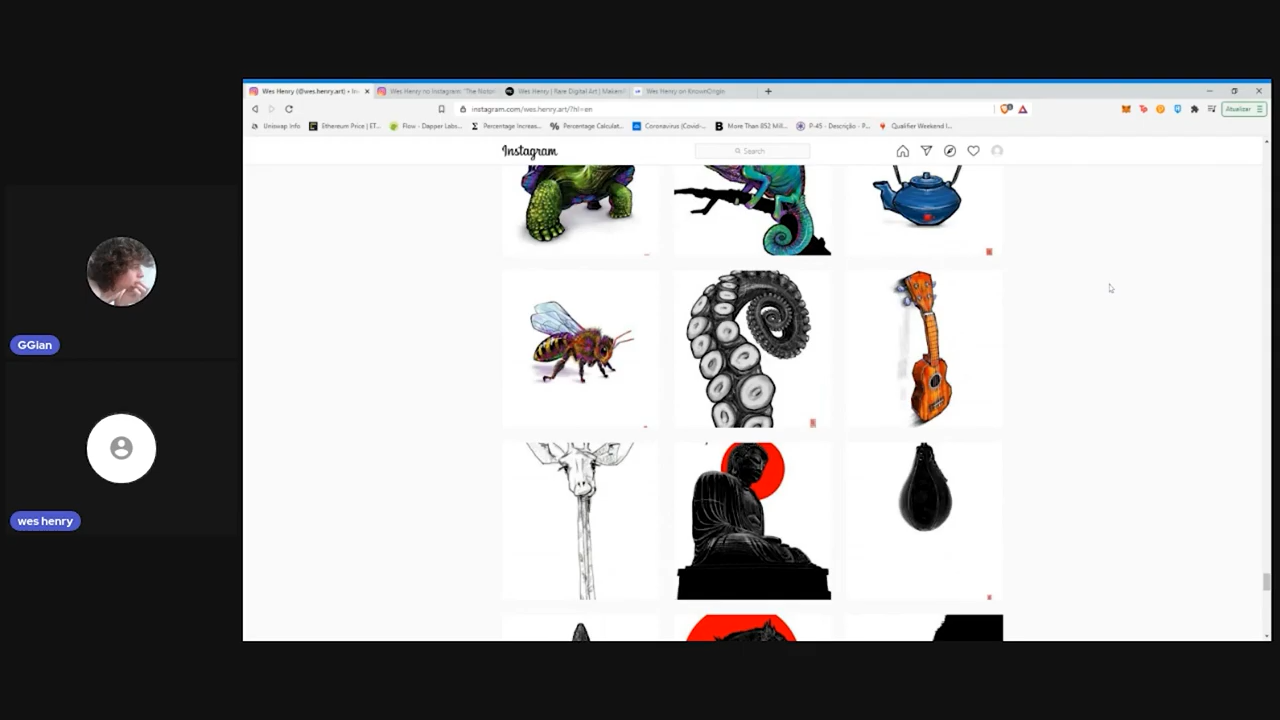 Wes Henry (@wes.henry.art) • In
Wes Henry no Instagram: "The Notor
Wes Henry | Rare Digital Art | Makers
Wes Henry on KnownOrigin
instagram.com/wes.henry.art/?hl=en
Atualizar
Uniswap Info
Ethereum Price | ET...
Flow - Dapper Labs...
Percentage Increas...
Percentage Calculat...
Coronavirus (Covid-...
More Than 852 Mill...
P-45 - Descrição - P...
Qualifier Weekend I...
Instagram
Search
GGian
wes henry